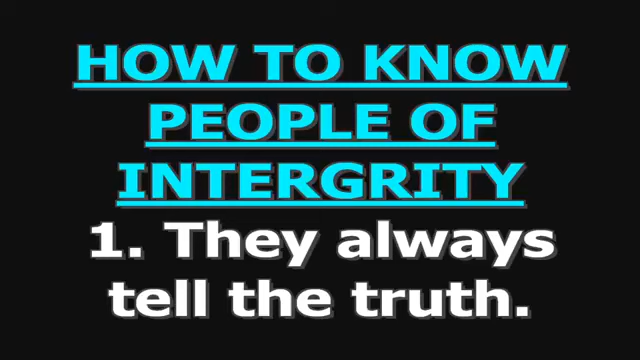 HOW TO KNOW
PEOPLE OF
INTERGRITY
1. They always
tell the truth.